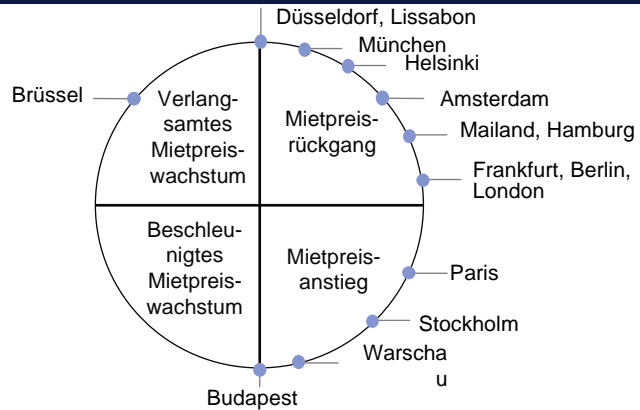 Düsseldorf, Lissabon
München
Helsinki
Brüssel
Amsterdam
Mailand, Hamburg
Frankfurt, Berlin,
London
Verlang-
samtes
Mietpreis-
wachstum
Mietpreis-
rückgang
Beschleu-
nigtes
Mietpreis-
wachstum
Mietpreis-
anstieg
Paris
Stockholm
Warscha
u
Budapest